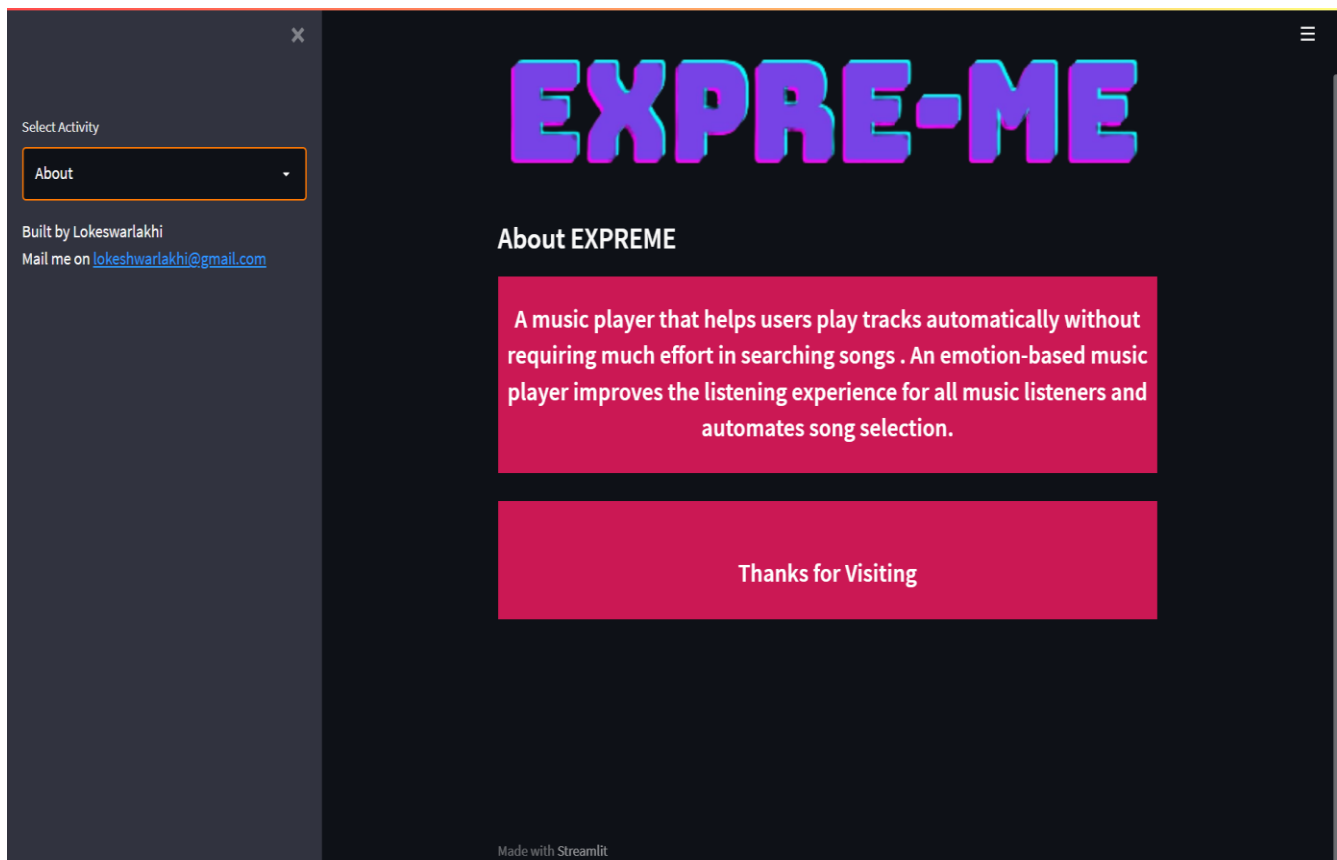 Select Activity
About
Built by Lokeswarlakhi
Mail me on lokeshwarlakhi@gmail.com
EXPRE-ME
About EXPREME
A music player that helps users play tracks automatically without
requiring much effort in searching songs . An emotion-based music
player improves the listening experience for all music listeners and
automates song selection.
Thanks for Visiting
Made with Streamlit